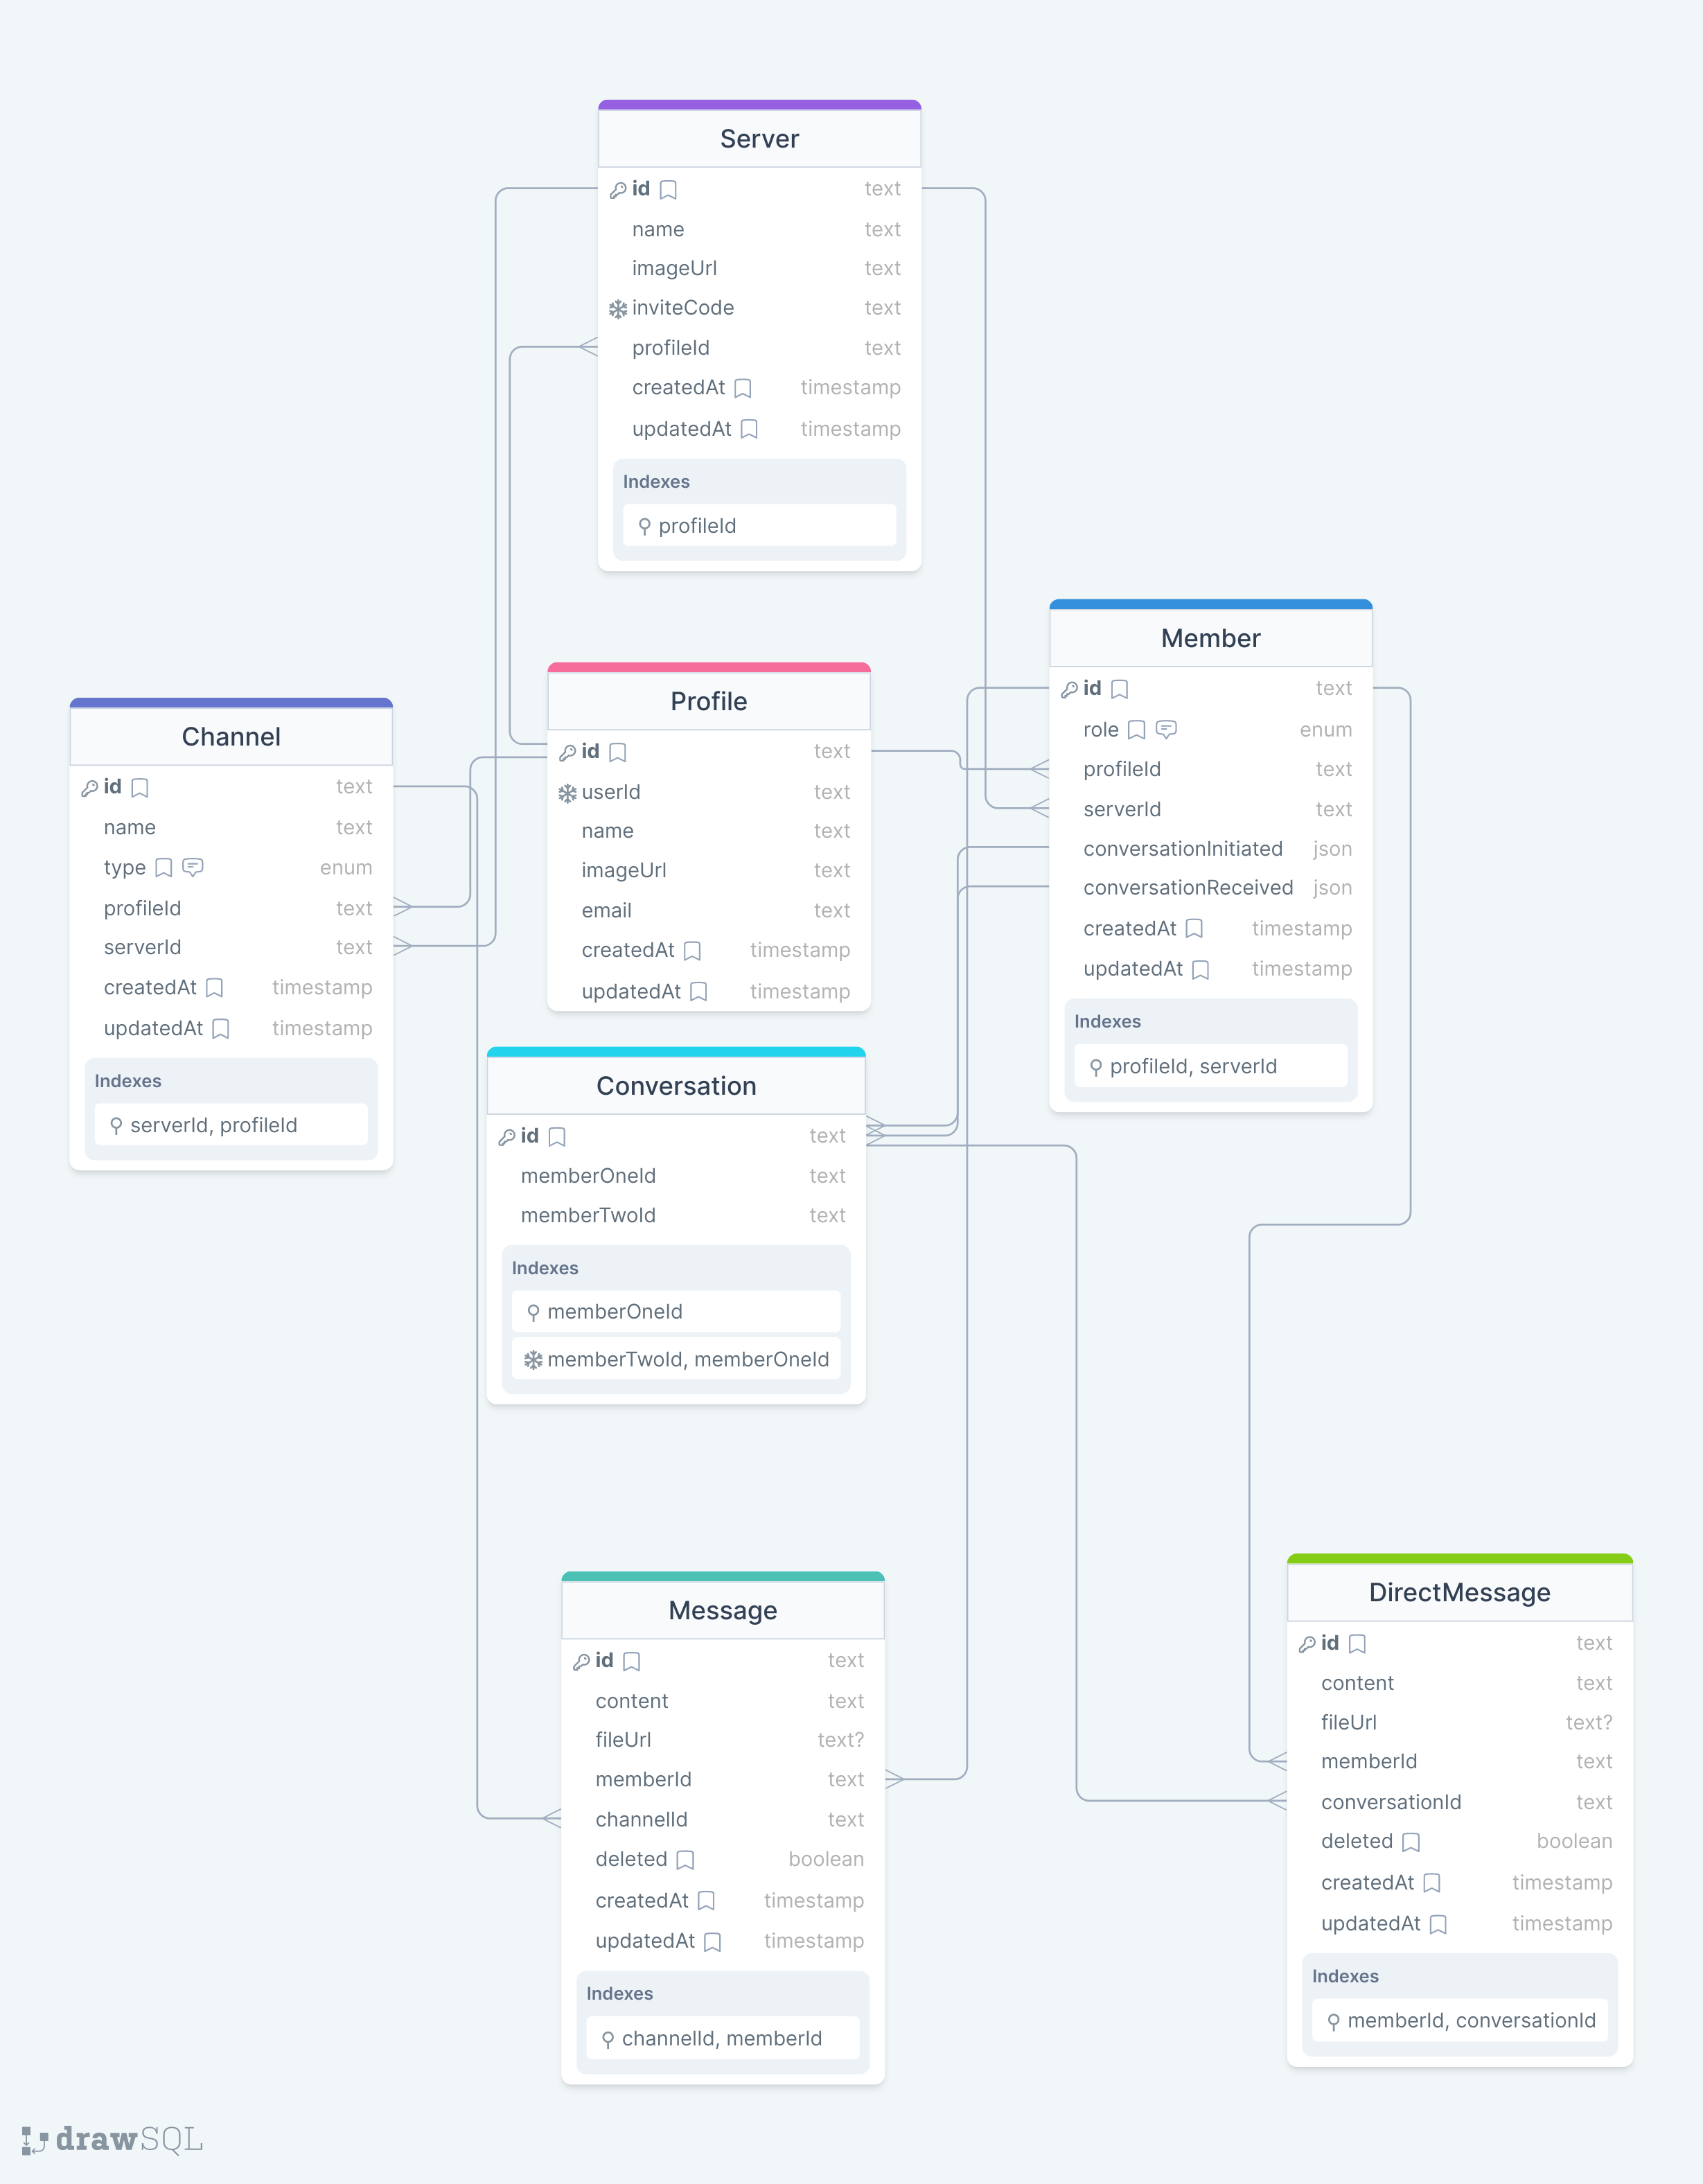 Server
id text
name text
imageUrl text
inviteCode text
profileId text
createdAt timestamp
updatedAt timestamp
Indexes
profileId
Member
id text
role enum
profileId text
serverId text
conversationInitiated json
conversationReceived json
createdAt timestamp
updatedAt timestamp
Indexes
profileId, serverId
Profile
id text
userId text
name text
imageUrl text
email text
createdAt timestamp
updatedAt timestamp
Channel
id text
name text
type enum
profileId text
serverId text
createdAt timestamp
updatedAt timestamp
Indexes
serverId, profileId
Conversation
id text
memberOneId text
memberTwoId text
Indexes
memberOneId
memberTwoId, memberOneId
Message
id text
content text
fileUrl text?
memberId text
channelId text
deleted boolean
createdAt timestamp
updatedAt timestamp
Indexes
channelId, memberId
DirectMessage
id text
content text
fileUrl text?
memberId text
conversationId text
deleted boolean
createdAt timestamp
updatedAt timestamp
Indexes
memberId, conversationId
drawSQL